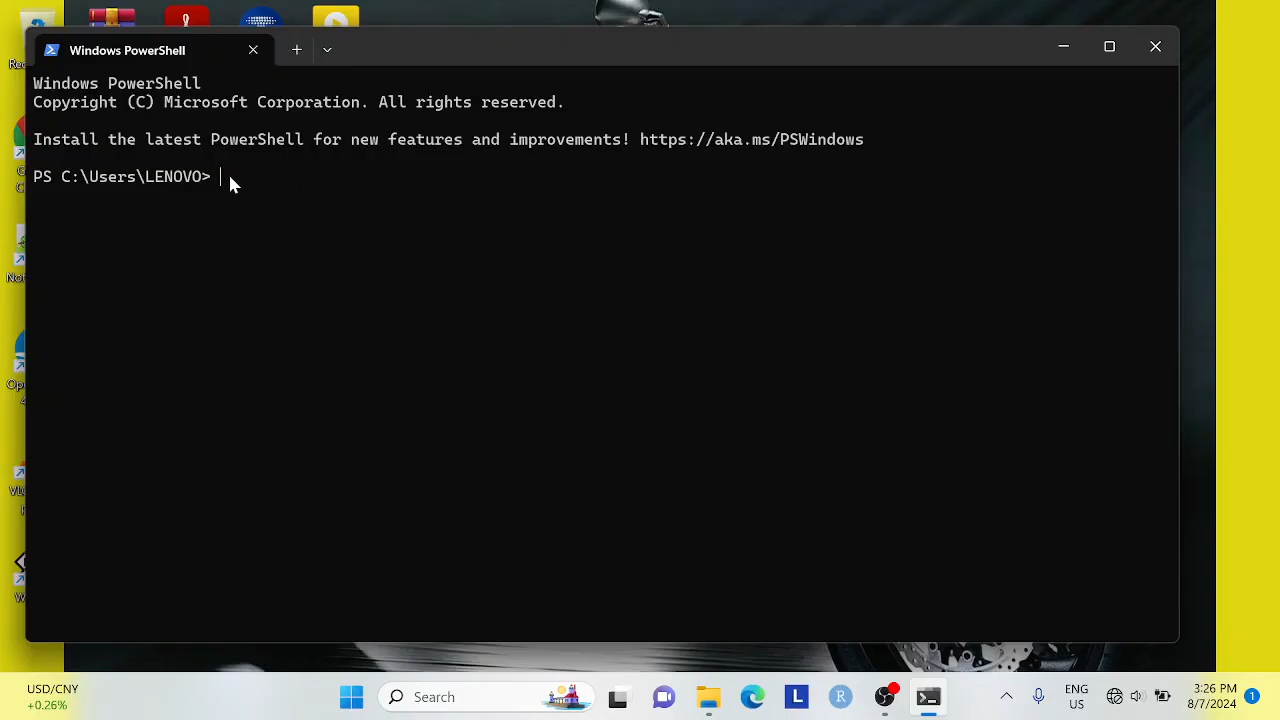 Windows PowerShell
Windows PowerShell
Copyright (C) Microsoft Corporation. All rights reserved.
Install the latest PowerShell for new features and improvements! https://aka.ms/PSWindows
PS C:\Users\LENOVO>
USD/CNY
+0.26%
Search
L
R
ENG
US
3:26 PM
8/7/2024
1